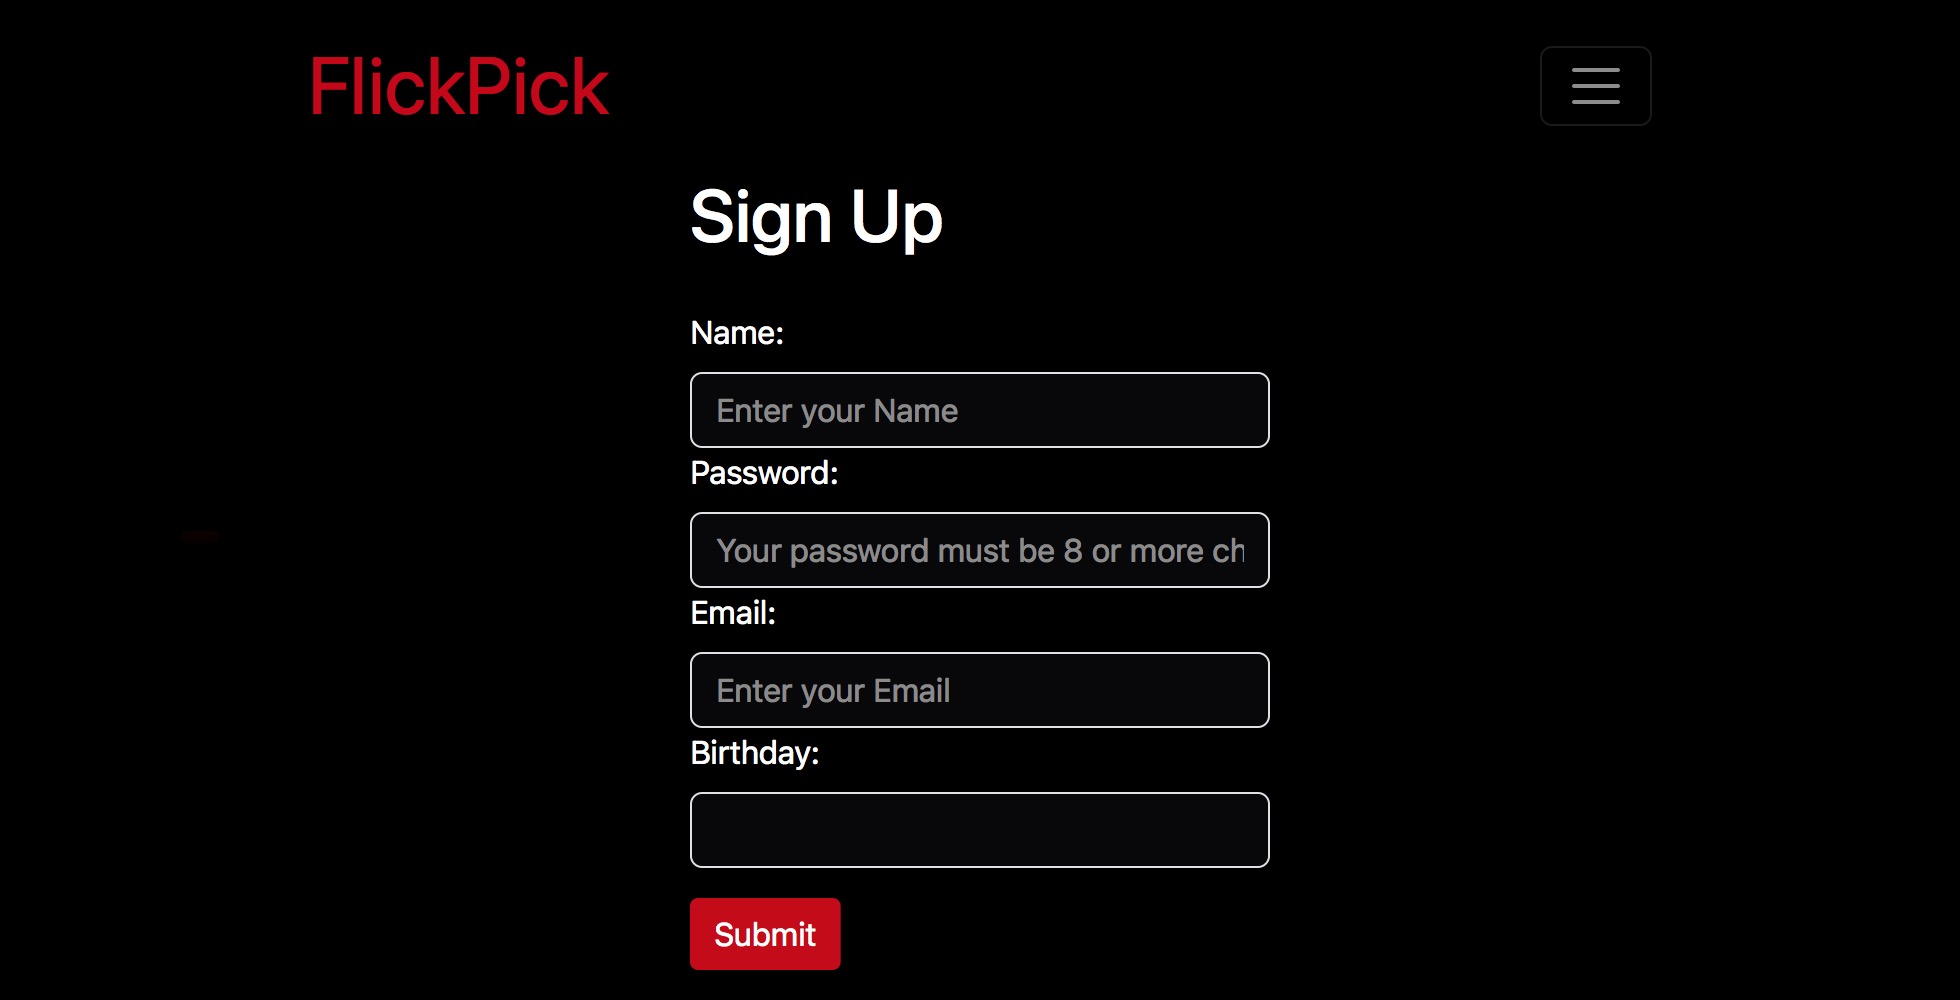 FlickPick
Sign Up
Name:
Enter your Name
Password:
Your password must be 8 or more ch
Email:
Enter your Email
Birthday:
Submit